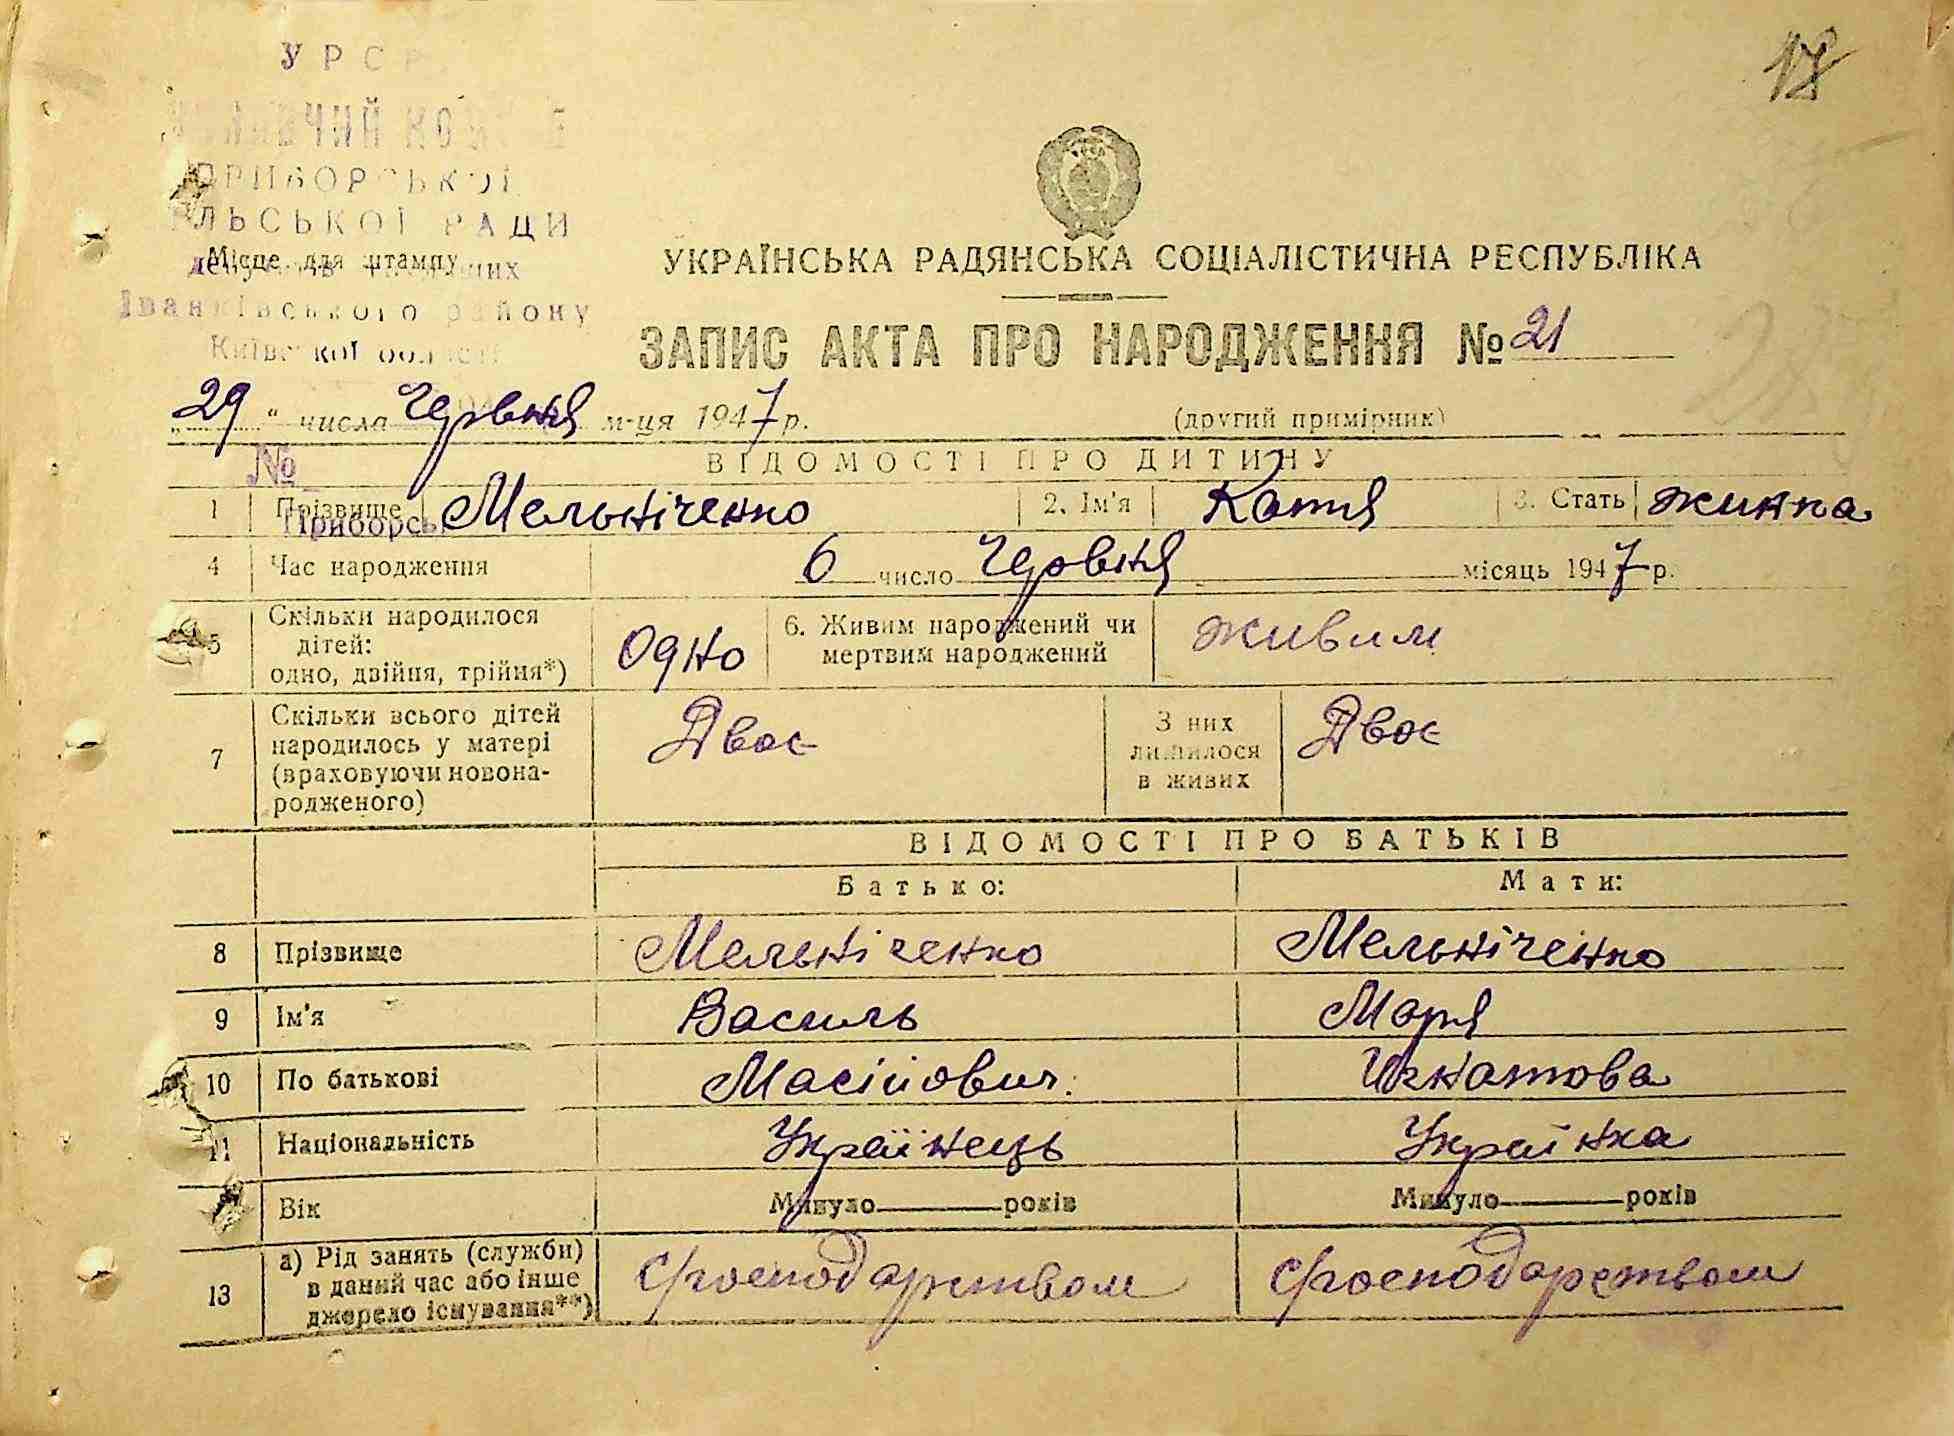 УРСР
ПРИБОРСЬКОЇ
СІЛЬСЬКОЇ РАДИ
Місце для штампу
Іванківського району
Київської області
17
УКРАЇНСЬКА РАДЯНСЬКА СОЦІАЛІСТИЧНА РЕСПУБЛІКА
ЗАПИС АКТА ПРО НАРОДЖЕННЯ № 21
„29“ числа Червня м-ця 1947 р. (другий примірник)
№
ВІДОМОСТІ ПРО ДИТИНУ
1 Прізвище Мельніченко 2. Ім'я Катя 3. Стать жинка
Приборськ
4 Час народження 6 число Червня місяць 1947 р.
5 Скільки народилося дітей: одно, двійня, трійня*) Одно 6. Живим народжений чи мертвим народжений живим
7 Скільки всього дітей народилось у матері (враховуючи новонародженого) Двоє З них лишилося в живих Двоє
ВІДОМОСТІ ПРО БАТЬКІВ
Батько: Мати:
8 Прізвище Мельніченко Мельніченко
9 Ім'я Василь Маря
10 По батькові Масійович. Игнатова
11 Національність Українець Українка
Вік Минуло років Минуло років
13 а) Рід занять (служби) в даний час або інше джерело існування**) господарством господарством